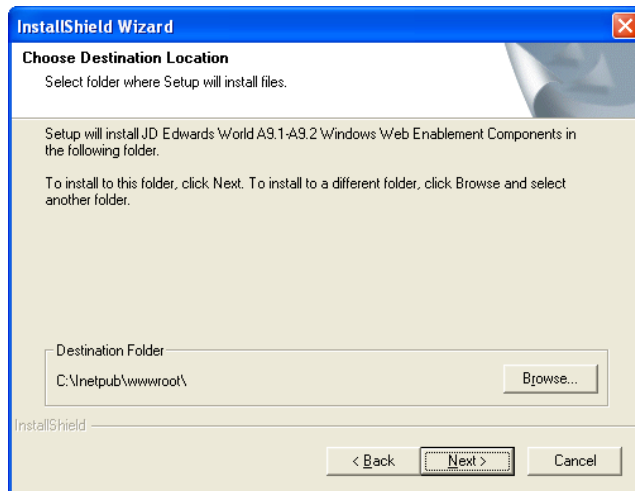 InstallShield Wizard
Choose Destination Location
Select folder where Setup will install files.
Setup will install JD Edwards World A9.1-A9.2 Windows Web Enablement Components in
the following folder.
To install to this folder, click Next. To install to a different folder, click Browse and select
another folder.
Destination Folder
C:\Inetpub\wwwroot\
Browse...
InstallShield
< Back
Next >
Cancel